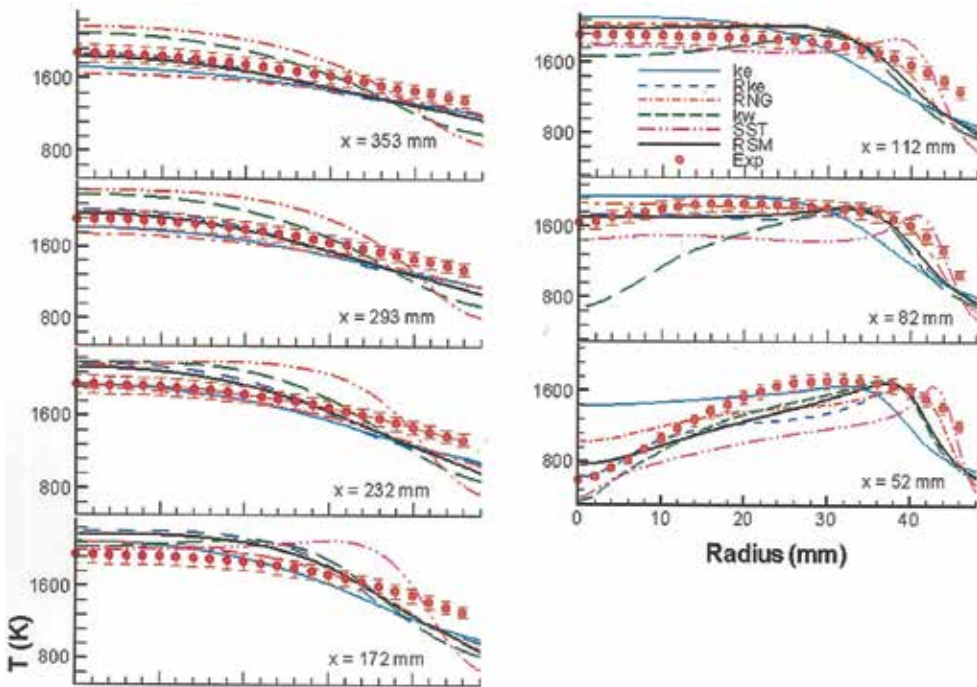 1600
800
x = 353 mm
1600
800
x = 293 mm
1600
800
x = 232 mm
1600
800
x = 172 mm
T (K)
1600
800
ke
Rke
RNG
kw
SST
RSM
Exp
x = 112 mm
1600
800
x = 82 mm
1600
800
x = 52 mm
0
10
20
30
40
Radius (mm)